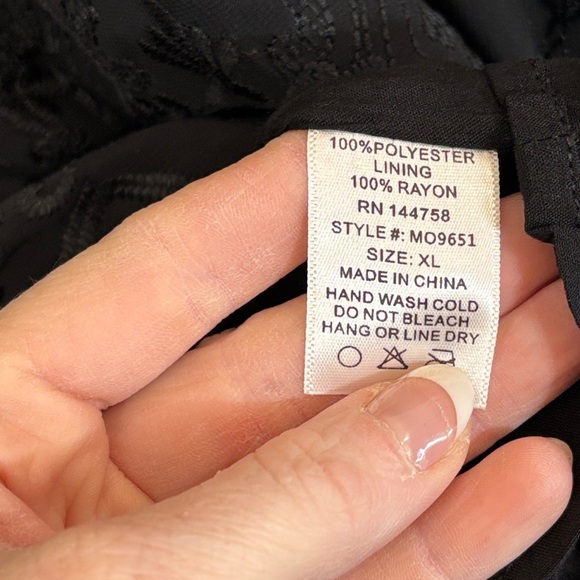 100%POLYESTER
LINING
100% RAYON
RN 144758
STYLE #: MO9651
SIZE: XL
MADE IN CHINA
HAND WASH COLD
DO NOT BLEACH
HANG OR LINE DRY